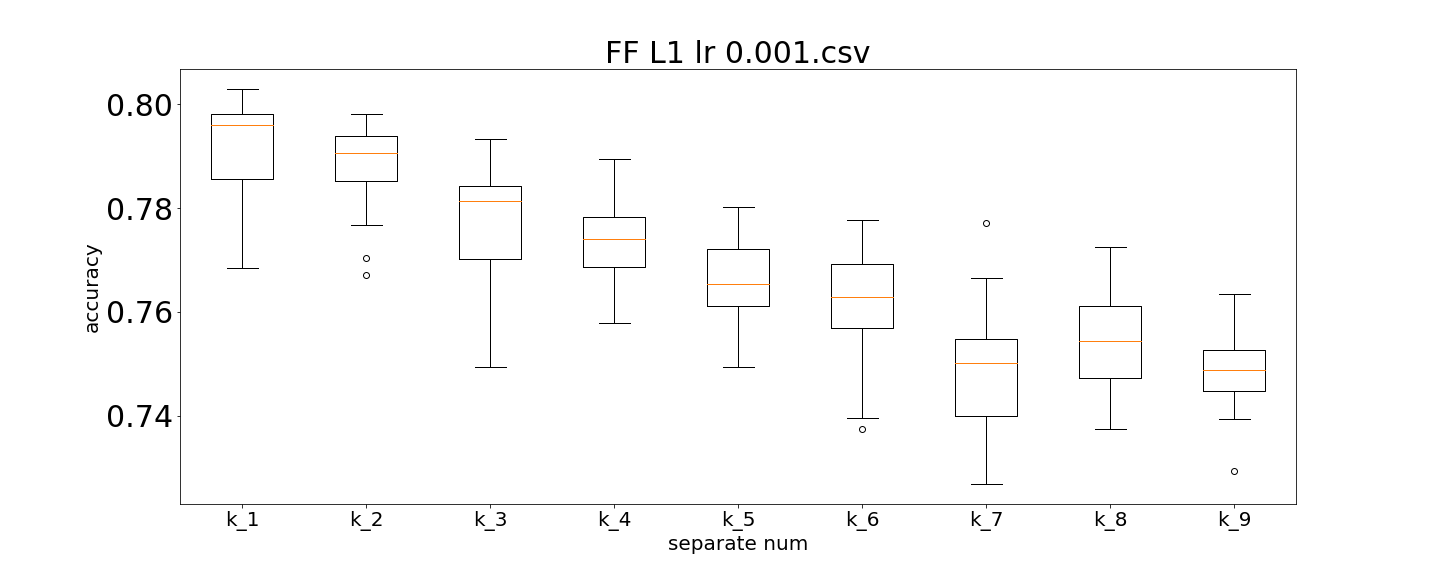 FF L1 lr 0.001.csv
0.80
0.78
0.76
0.74
accuracy
k_1 k_2 k_3 k_4 k_5 k_6 k_7 k_8 k_9
separate num